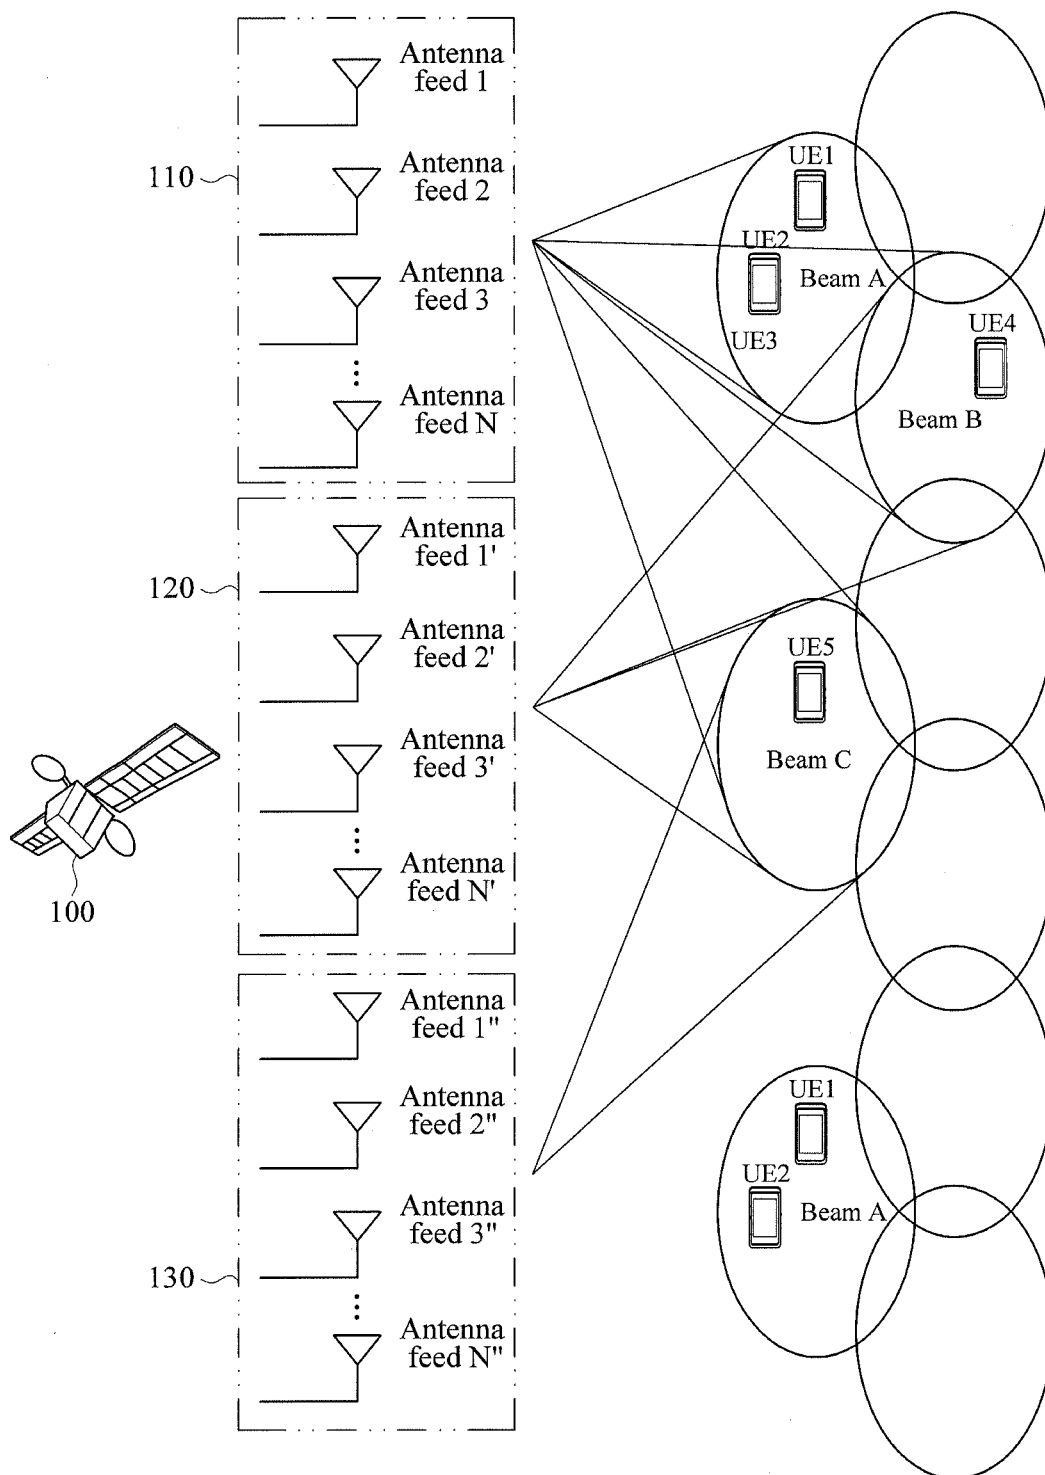 Antenna
feed 1
110
Antenna
feed 2
Antenna
feed 3
Antenna
feed N
120
Antenna
feed 1'
Antenna
feed 2'
Antenna
feed 3'
Antenna
feed N'
100
130
Antenna
feed 1"
Antenna
feed 2"
Antenna
feed 3"
Antenna
feed N"
UE1
UE2
Beam A
UE3
UE4
Beam B
UE5
Beam C
UE1
UE2
Beam A